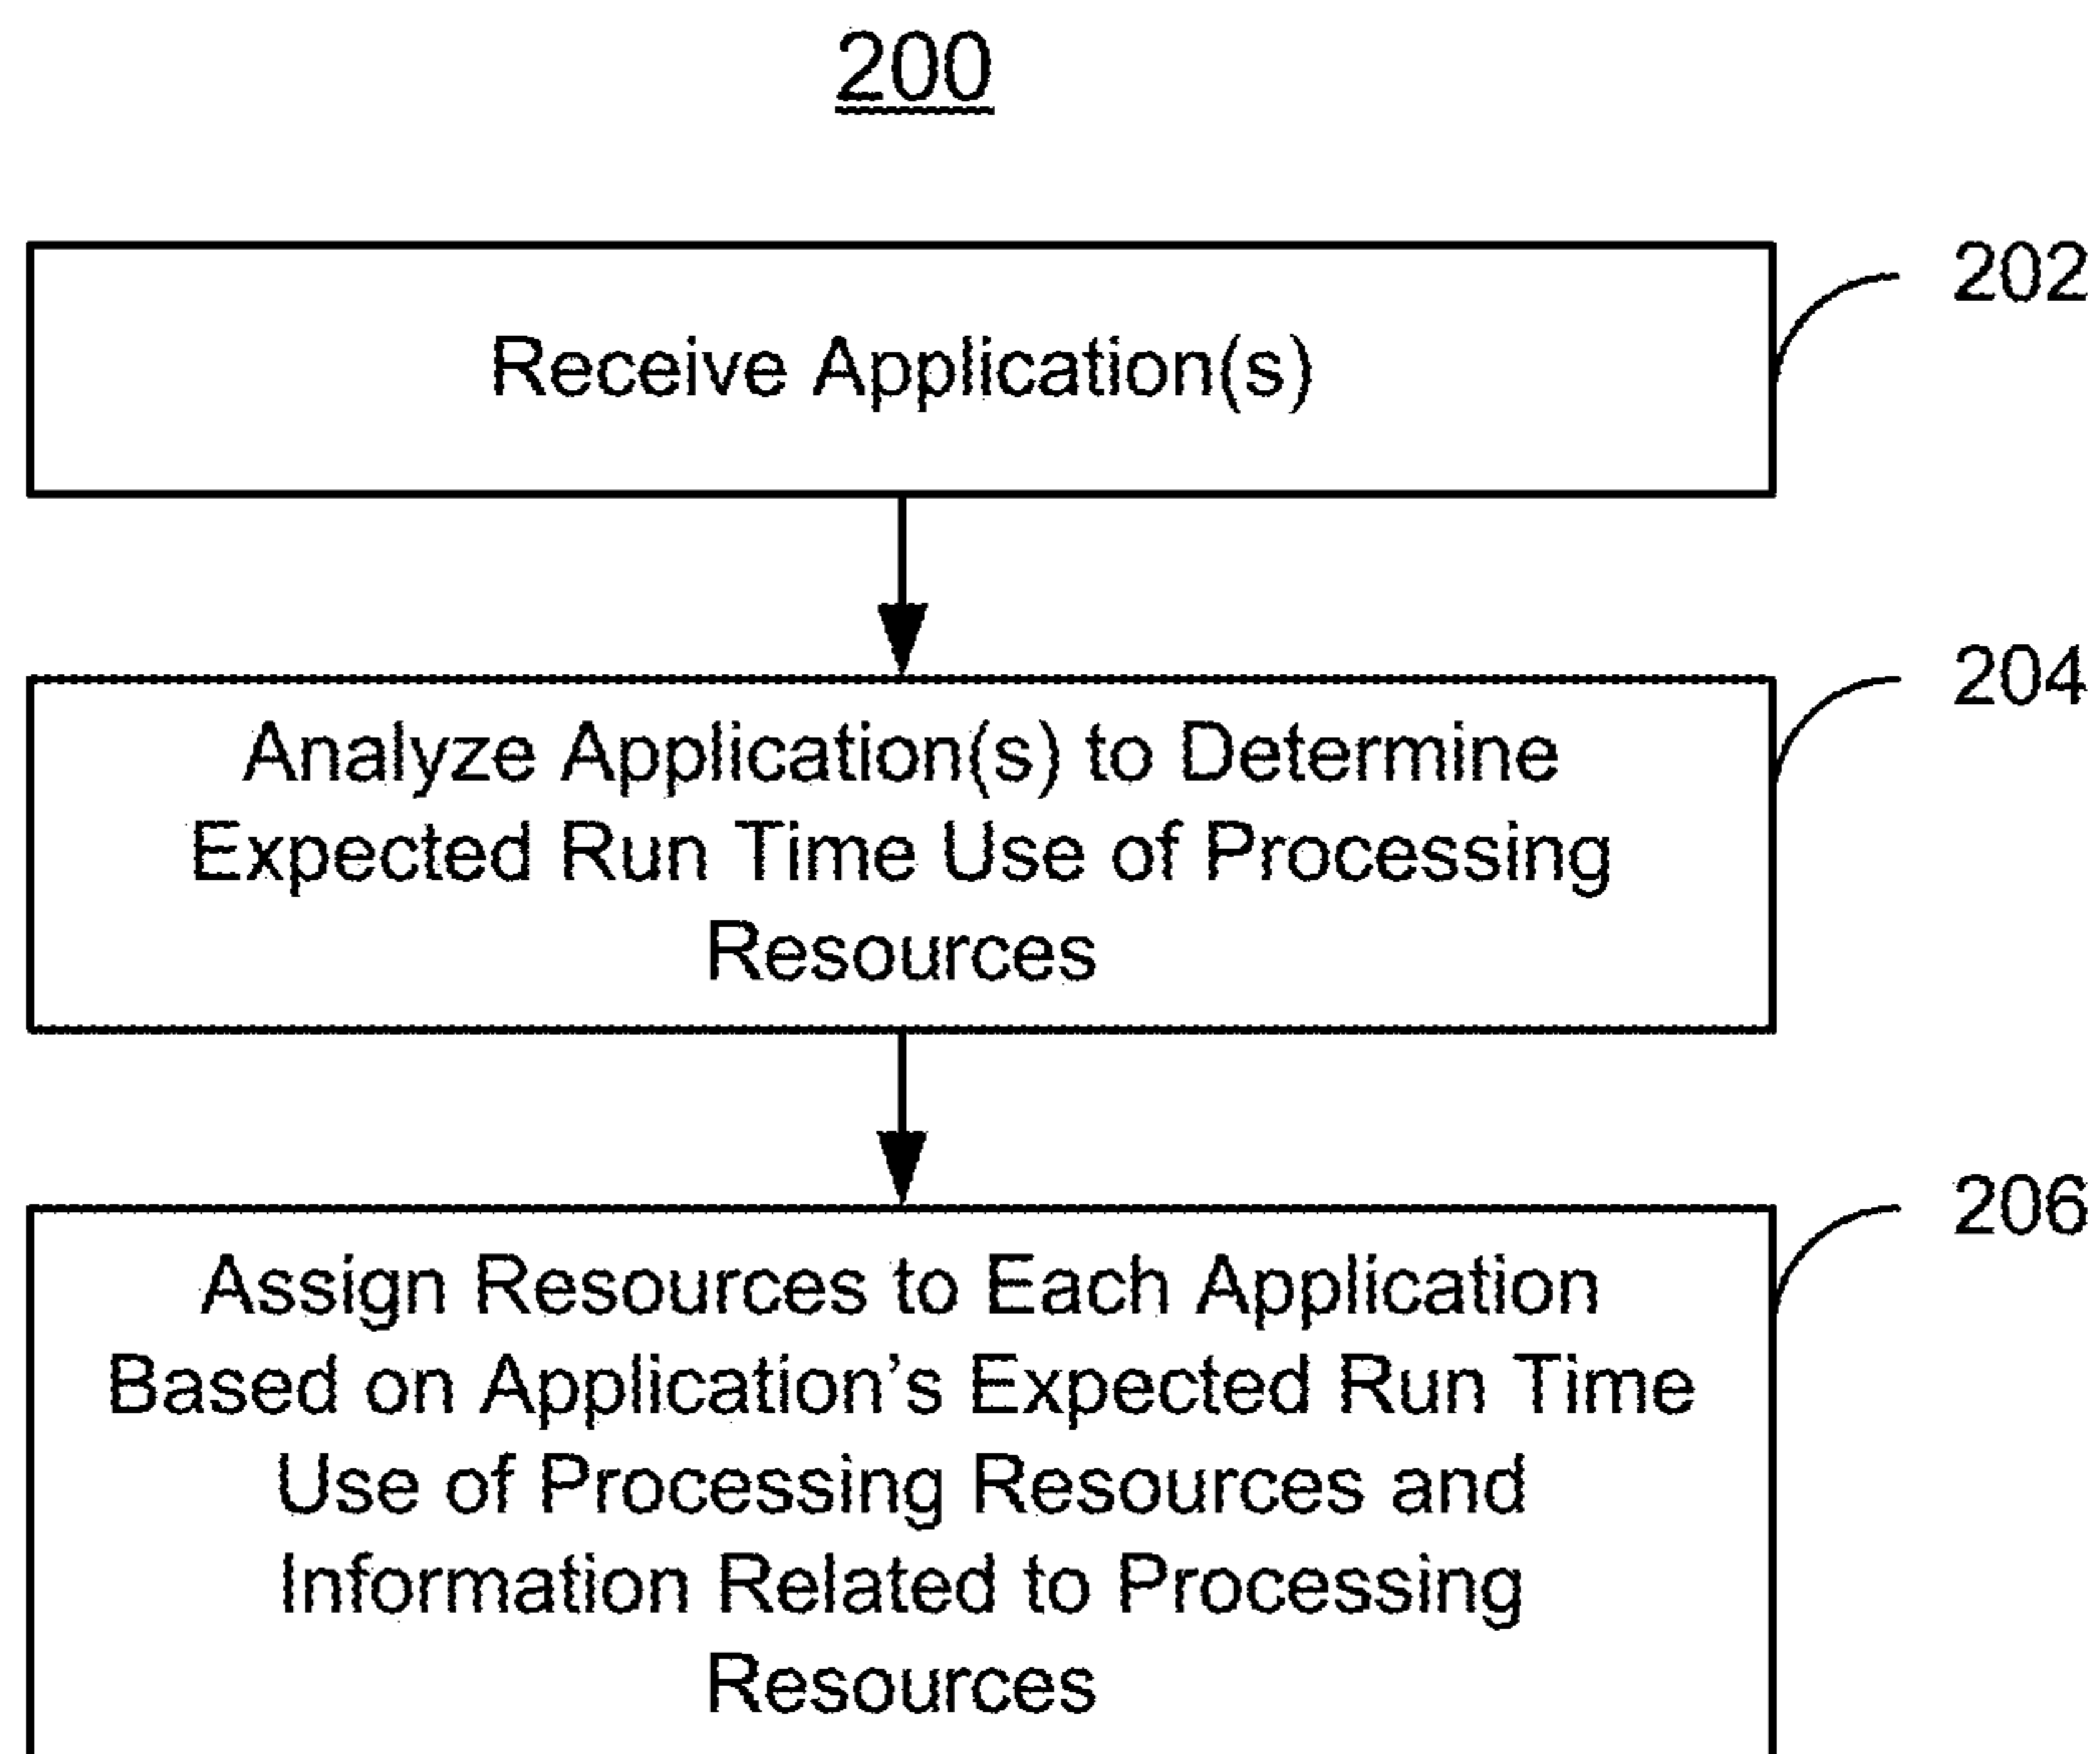 200
202
Receive Application(s)
204
Analyze Application(s) to Determine
Expected Run Time Use of Processing
Resources
206
Assign Resources to Each Application
Based on Application’s Expected Run Time
Use of Processing Resources and
Information Related to Processing
Resources